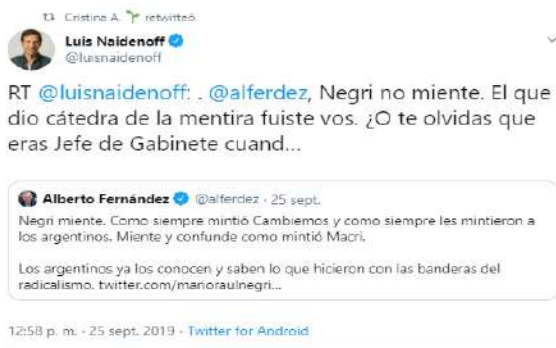 Cristina A. retwitteó
Luis Naidenoff
@luisnaidenoff
RT @luisnaidenoff: . @alferdez, Negri no miente. El que
dio cátedra de la mentira fuiste vos. ¿O te olvidas que
eras Jefe de Gabinete cuand...
Alberto Fernández @alferdez · 25 sept.
Negri miente. Como siempre mintió Cambiemos y como siempre les mintieron a
los argentinos. Miente y confunde como mintió Macri.
Los argentinos ya los conocen y saben lo que hicieron con las banderas del
radicalismo. twitter.com/marioraulnegri...
12:58 p. m. · 25 sept. 2019 · Twitter for Android